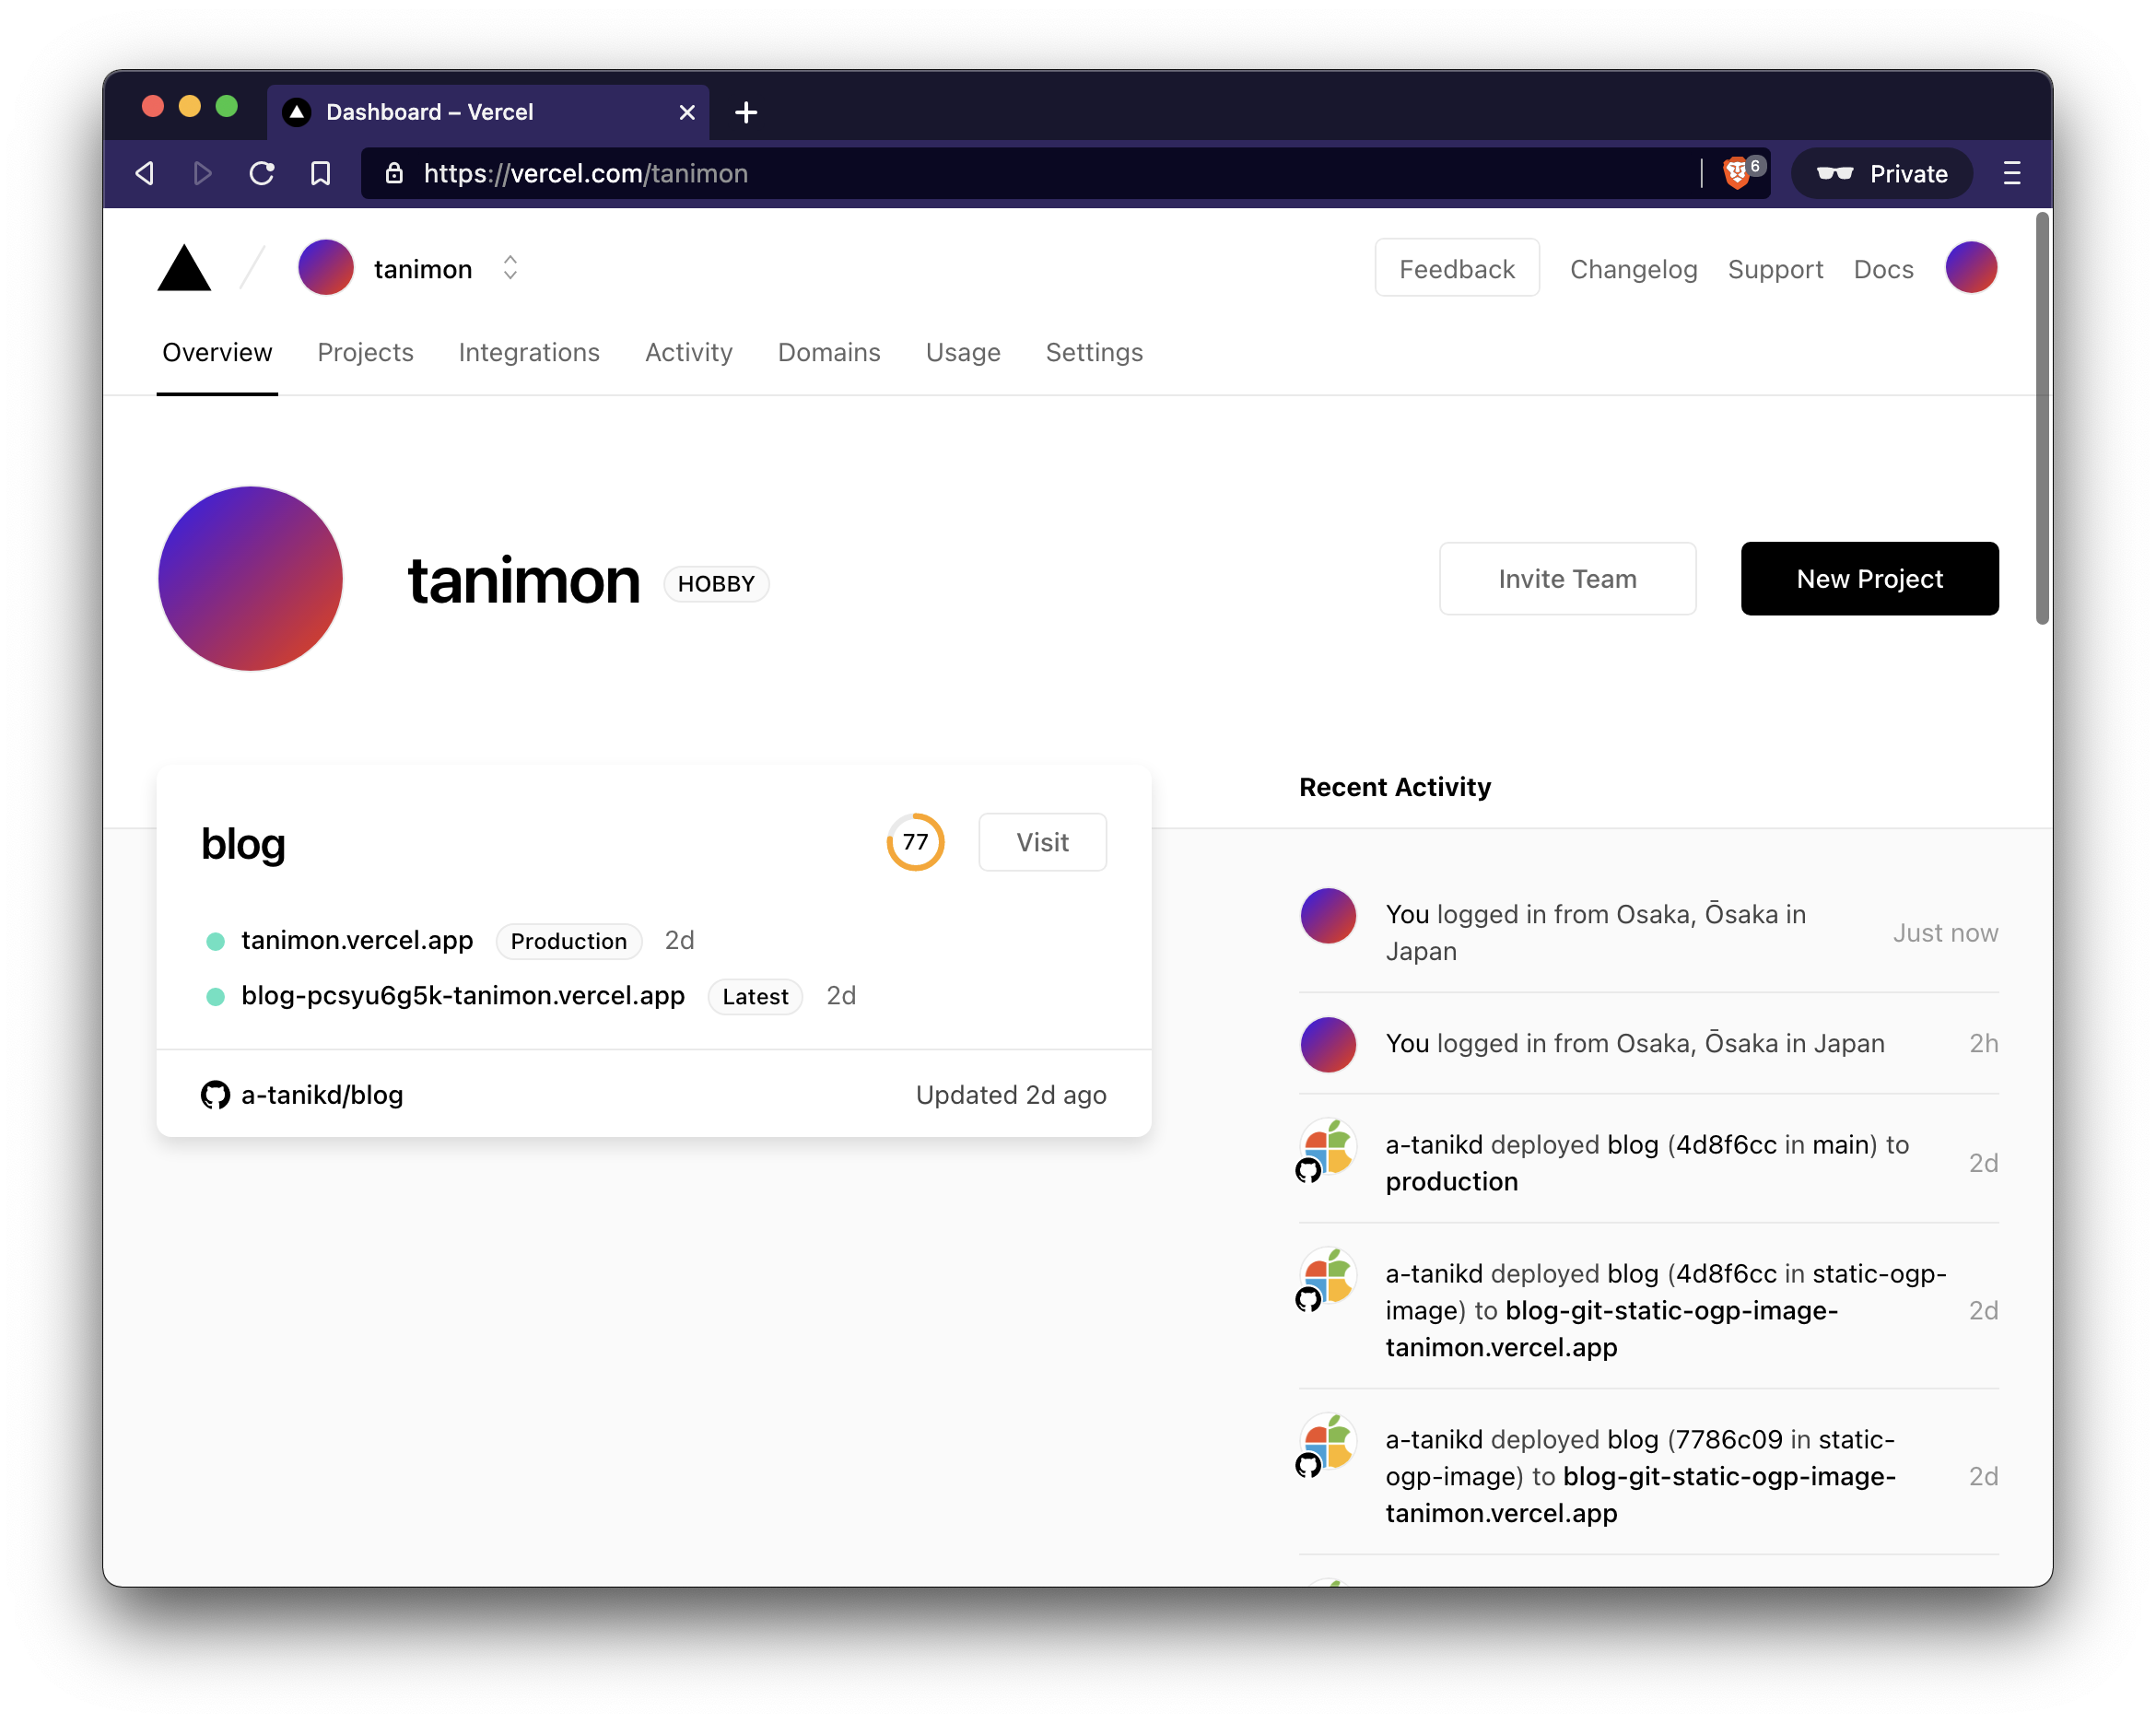 Dashboard – Vercel
https://vercel.com/tanimon
6
Private
tanimon
Feedback Changelog Support Docs
Overview Projects Integrations Activity Domains Usage Settings
tanimon HOBBY
Invite Team New Project
blog 77 Visit
tanimon.vercel.app Production 2d
blog-pcsyu6g5k-tanimon.vercel.app Latest 2d
a-tanikd/blog Updated 2d ago
Recent Activity
You logged in from Osaka, Ōsaka in
Japan
Just now
You logged in from Osaka, Ōsaka in Japan 2h
a-tanikd deployed blog (4d8f6cc in main) to
production
2d
a-tanikd deployed blog (4d8f6cc in static-ogp-
image) to blog-git-static-ogp-image-
tanimon.vercel.app
2d
a-tanikd deployed blog (7786c09 in static-
ogp-image) to blog-git-static-ogp-image-
tanimon.vercel.app
2d